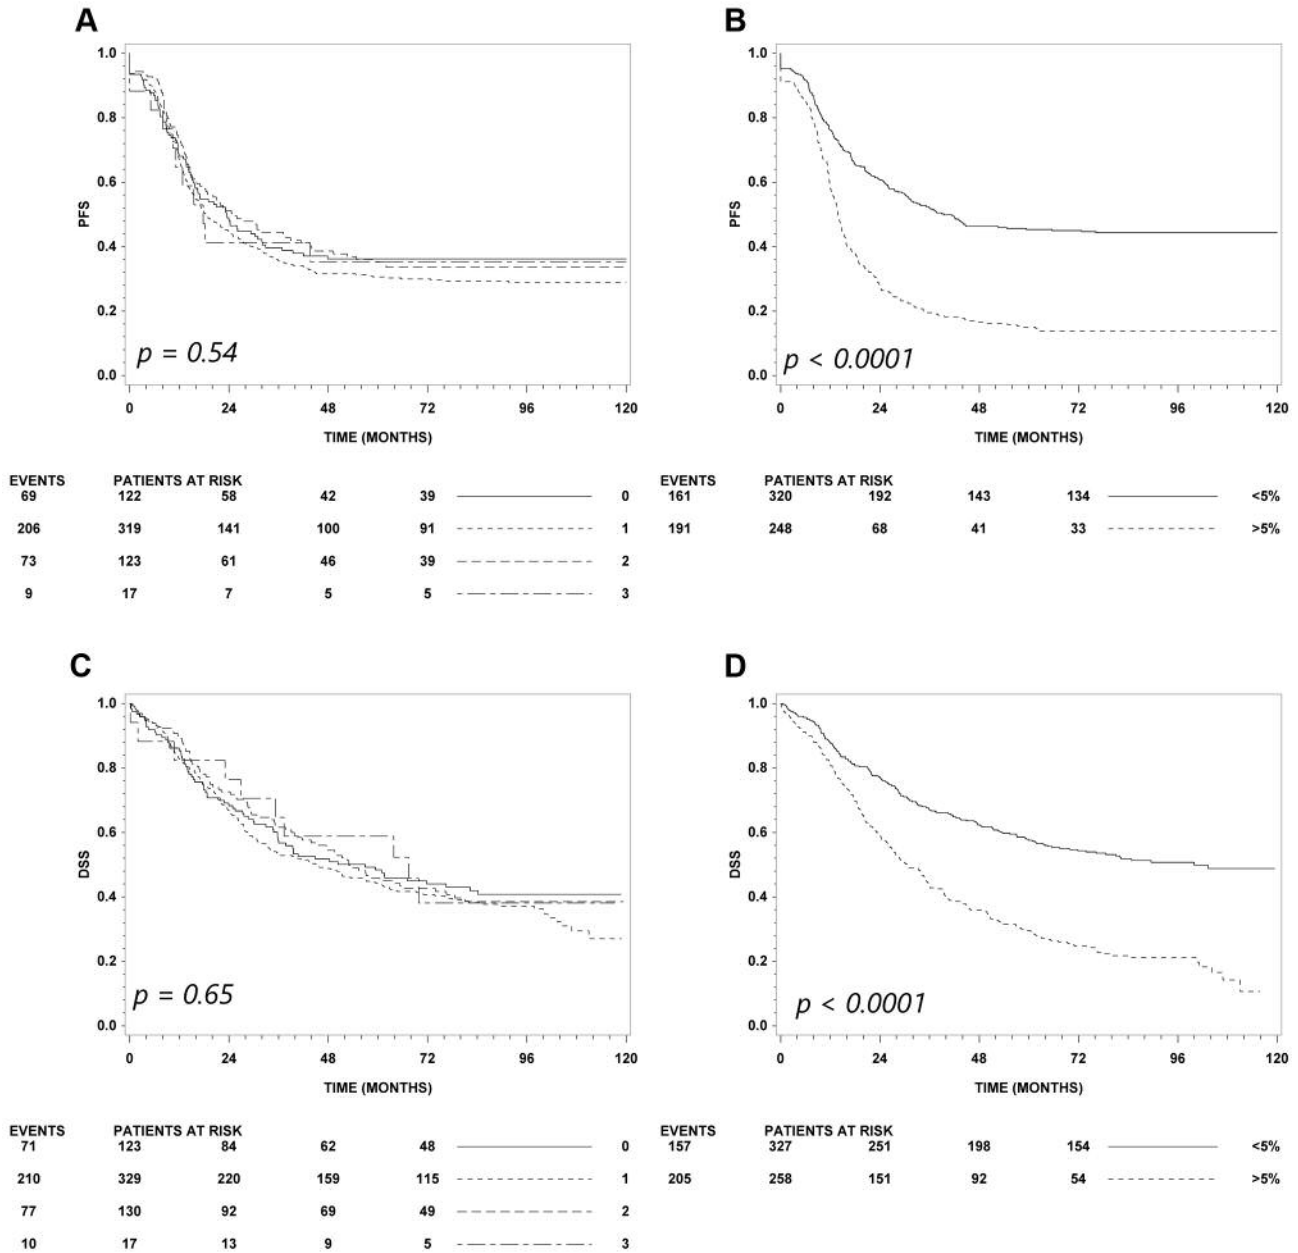 A
B
1.0
0.8
0.6
0.4
0.2
0.0
PFS
p = 0.54
0 24 48 72 96 120
TIME (MONTHS)
1.0
0.8
0.6
0.4
0.2
0.0
PFS
p < 0.0001
0 24 48 72 96 120
TIME (MONTHS)
EVENTS PATIENTS AT RISK
69 122 58 42 39 0
206 319 141 100 91 1
73 123 61 46 39 2
9 17 7 5 5 3
EVENTS PATIENTS AT RISK
161 320 192 143 134 <5%
191 248 68 41 33 >5%
C
D
1.0
0.8
0.6
0.4
0.2
0.0
DSS
p = 0.65
0 24 48 72 96 120
TIME (MONTHS)
1.0
0.8
0.6
0.4
0.2
0.0
DSS
p < 0.0001
0 24 48 72 96 120
TIME (MONTHS)
EVENTS PATIENTS AT RISK
71 123 84 62 48 0
210 329 220 159 115 1
77 130 92 69 49 2
10 17 13 9 5 3
EVENTS PATIENTS AT RISK
157 327 251 198 154 <5%
205 258 151 92 54 >5%